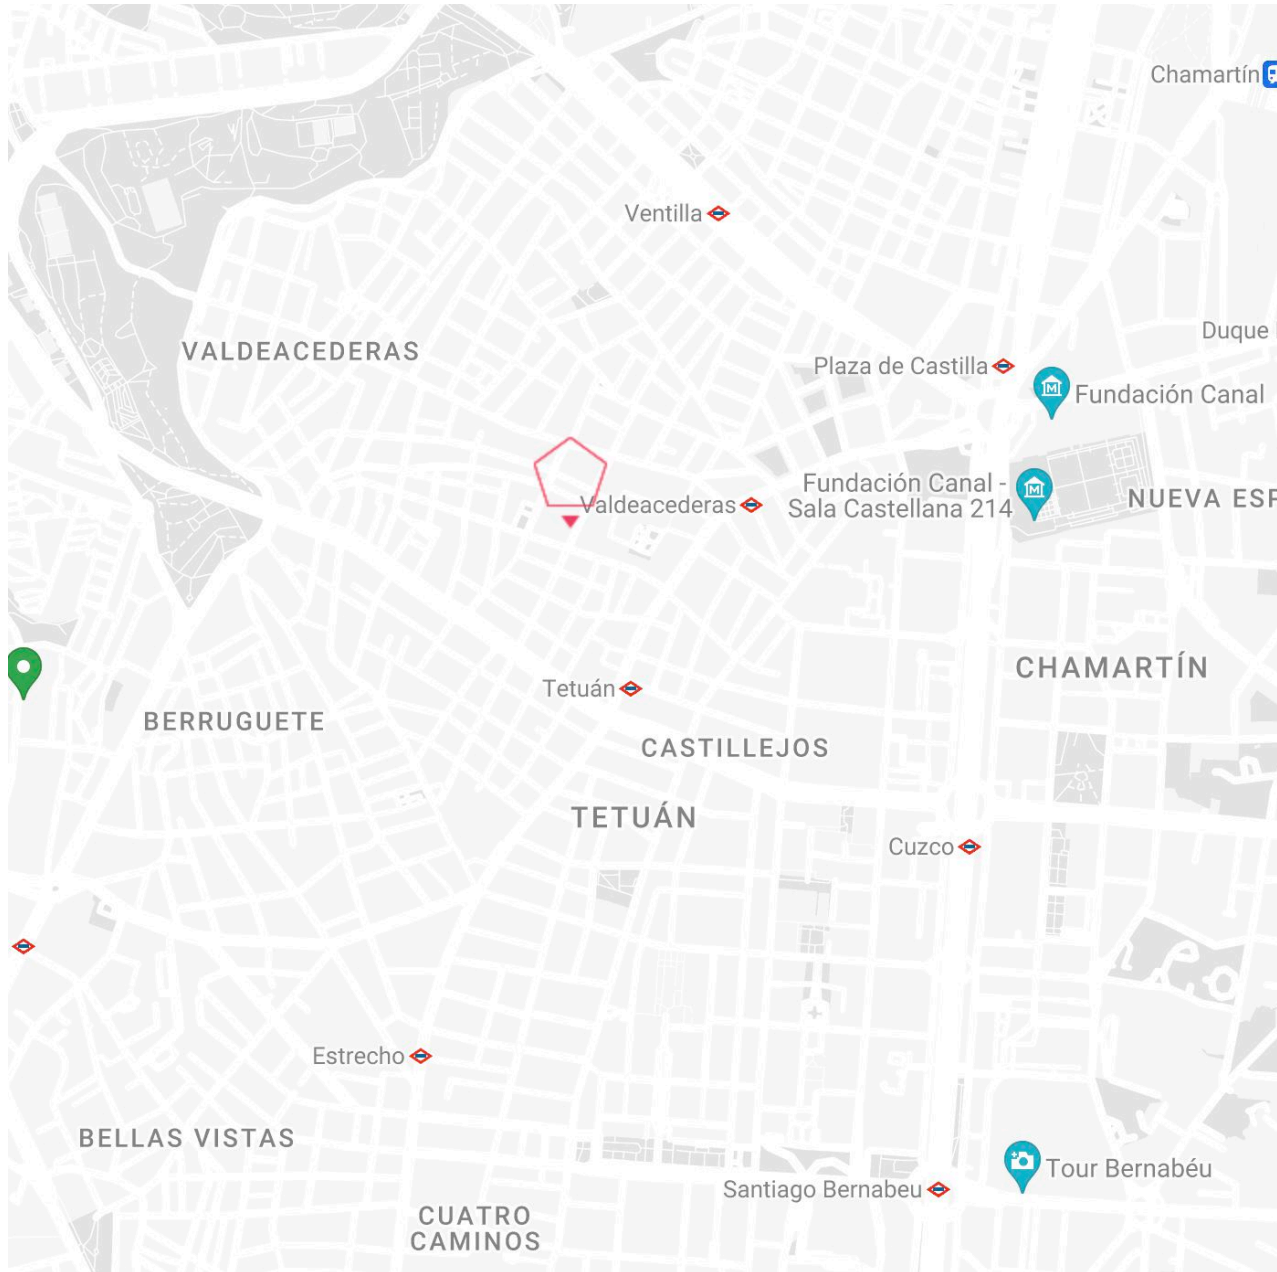 Chamartín
Ventilla
Duque
VALDEACEDERAS
Plaza de Castilla
Fundación Canal
Fundación Canal -
Sala Castellana 214
Valdeacederas
NUEVA ESP
CHAMARTÍN
Tetuán
BERRUGUETE
CASTILLEJOS
TETUÁN
Cuzco
Estrecho
BELLAS VISTAS
Tour Bernabéu
Santiago Bernabeu
CUATRO
CAMINOS